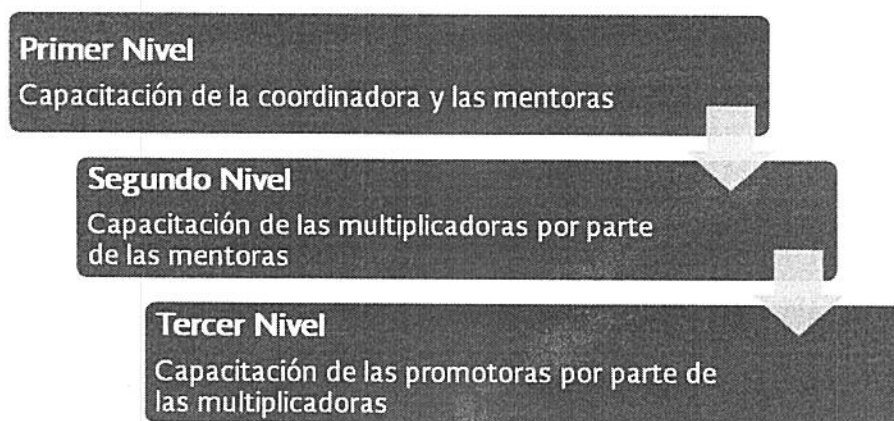 Primer Nivel
Capacitación de la coordinadora y las mentoras
Segundo Nivel
Capacitación de las multiplicadoras por parte
de las mentoras
Tercer Nivel
Capacitación de las promotoras por parte de
las multiplicadoras